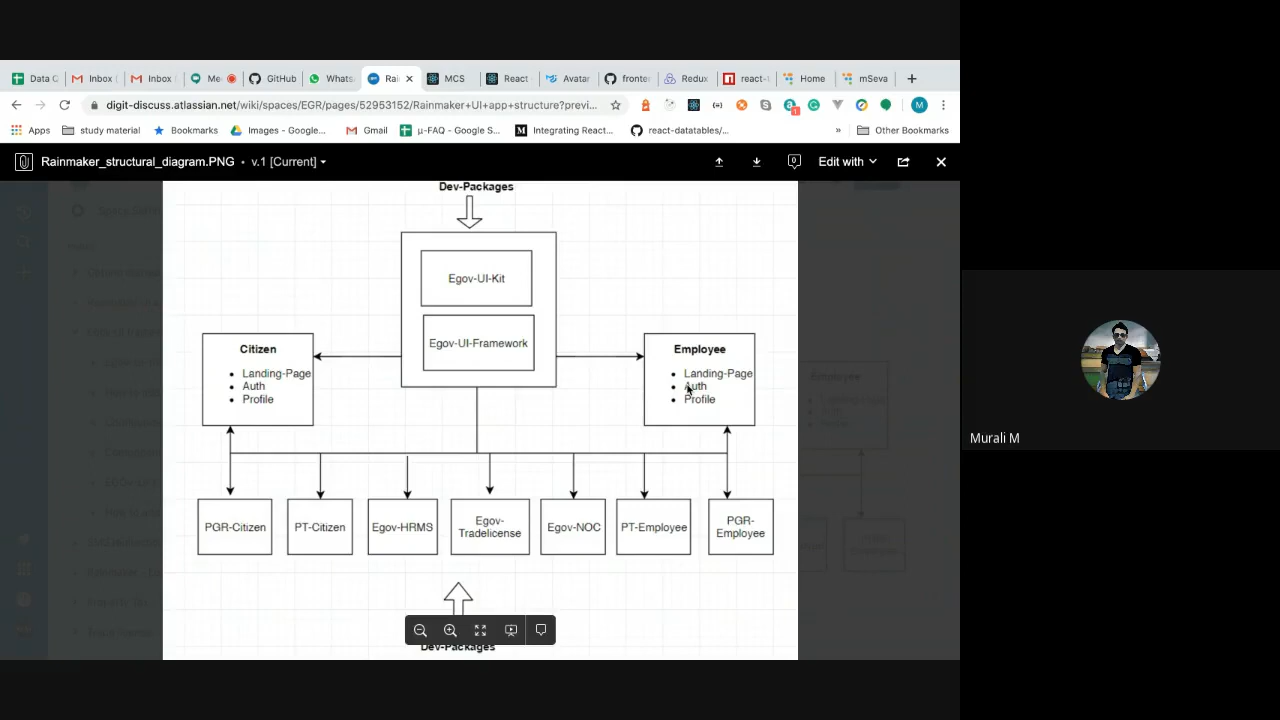 Data C
Inbox
Inbox
Me
GitHub
Whats
Rai
MCS
React
Avatar
fronter
Redux
react-t
Home
mSeva
digit-discuss.atlassian.net/wiki/spaces/EGR/pages/52953152/Rainmaker+UI+app+structure?previ...
M
Apps
study material
Bookmarks
Images - Google...
Gmail
µ-FAQ - Google S...
Integrating React...
react-datatables/...
»
Other Bookmarks
Rainmaker_structural_diagram.PNG • v.1 [Current]
0
Edit with
Dev-Packages
Egov-UI-Kit
Egov-UI-Framework
Citizen
• Landing-Page
• Auth
• Profile
Employee
• Landing-Page
• Auth
• Profile
PGR-Citizen
PT-Citizen
Egov-HRMS
Egov-
Tradelicense
Egov-NOC
PT-Employee
PGR-
Employee
Dev-Packages
Murali M